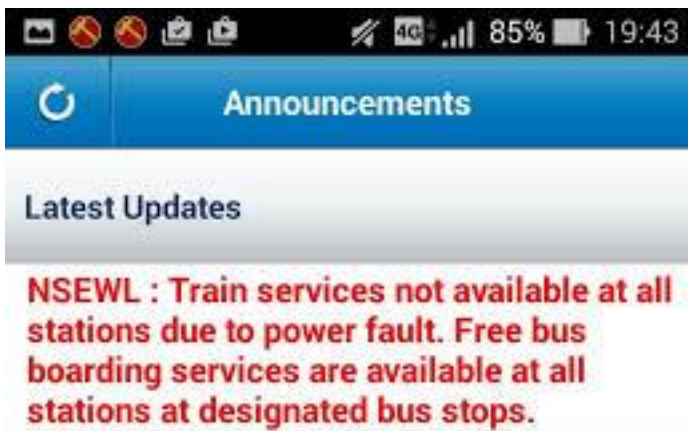 4G 85% 19:43
Announcements
Latest Updates
NSEWL : Train services not available at all
stations due to power fault. Free bus
boarding services are available at all
stations at designated bus stops.